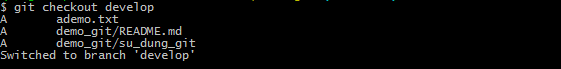 $ git checkout develop
A       ademo.txt
A       demo_git/README.md
A       demo_git/su_dung_git
Switched to branch 'develop'